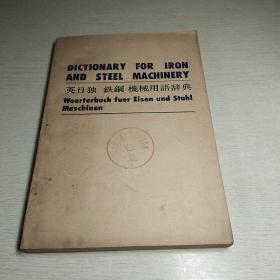 DICTIONARY FOR IRON
AND STEEL MACHINERY
英日独 鉄鋼 機械用語辞典
Woerterbuch fuer Eisen und Stahl
Maschinen